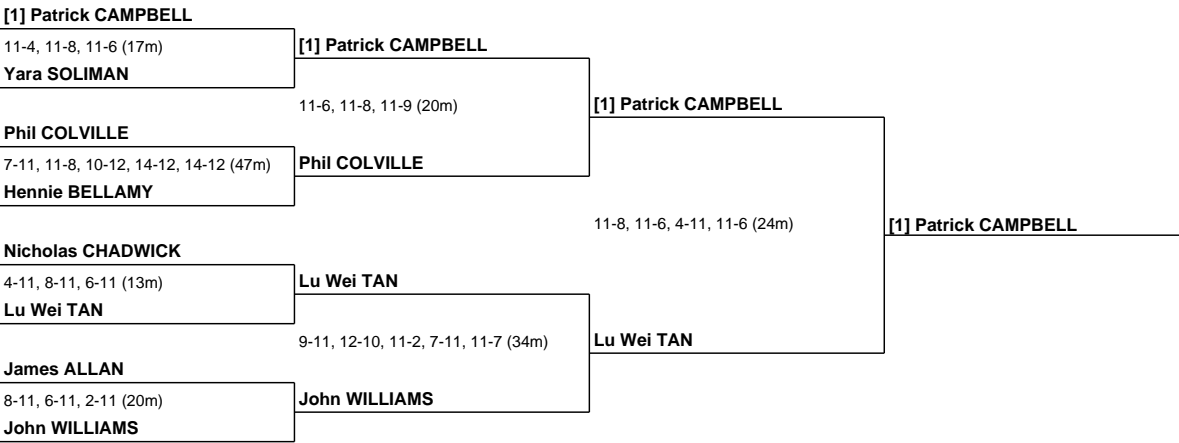 [1] Patrick CAMPBELL
11-4, 11-8, 11-6 (17m)
[1] Patrick CAMPBELL
Yara SOLIMAN
11-6, 11-8, 11-9 (20m)
[1] Patrick CAMPBELL
Phil COLVILLE
7-11, 11-8, 10-12, 14-12, 14-12 (47m)
Phil COLVILLE
Hennie BELLAMY
11-8, 11-6, 4-11, 11-6 (24m)
[1] Patrick CAMPBELL
Nicholas CHADWICK
4-11, 8-11, 6-11 (13m)
Lu Wei TAN
Lu Wei TAN
9-11, 12-10, 11-2, 7-11, 11-7 (34m)
Lu Wei TAN
James ALLAN
8-11, 6-11, 2-11 (20m)
John WILLIAMS
John WILLIAMS